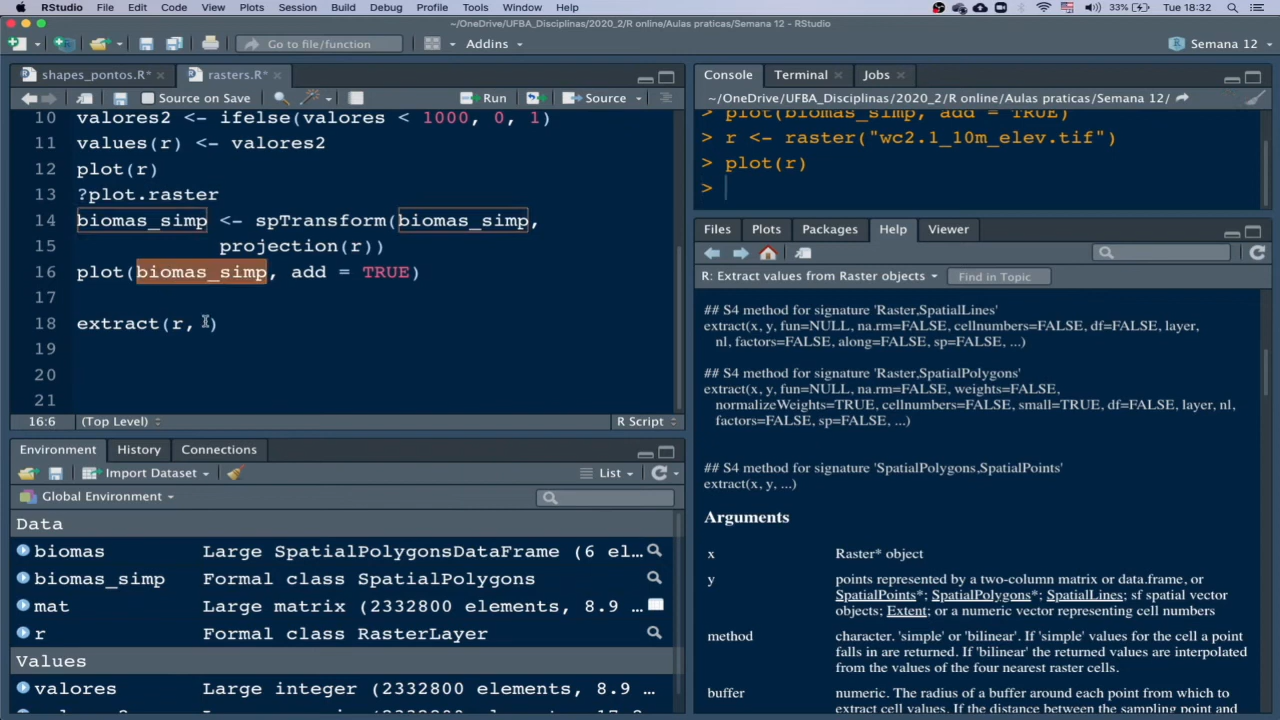 RStudio File Edit Code View Plots Session Build Debug Profile Tools Window Help 33% Tue 18:32
~/OneDrive/UFBA_Disciplinas/2020_2/R online/Aulas praticas/Semana 12 - RStudio
Go to file/function Addins Semana 12
shapes_pontos.R* rasters.R*
Source on Save Run Source
10 valores2 <- ifelse(valores < 1000, 0, 1)
11 values(r) <- valores2
12 plot(r)
13 ?plot.raster
14 biomas_simp <- spTransform(biomas_simp,
15 projection(r))
16 plot(biomas_simp, add = TRUE)
17
18 extract(r, )
19
20
21
16:6 (Top Level) R Script
Environment History Connections
Import Dataset List
Global Environment
Data
biomas Large SpatialPolygonsDataFrame (6 el…
biomas_simp Formal class SpatialPolygons
mat Large matrix (2332800 elements, 8.9 …
r Formal class RasterLayer
Values
valores Large integer (2332800 elements, 8.9 …
Console Terminal Jobs
~/OneDrive/UFBA_Disciplinas/2020_2/R online/Aulas praticas/Semana 12/
> plot(biomas_simp, add = TRUE)
> r <- raster("wc2.1_10m_elev.tif")
> plot(r)
>
Files Plots Packages Help Viewer
R: Extract values from Raster objects Find in Topic
## S4 method for signature 'Raster,SpatialLines'
extract(x, y, fun=NULL, na.rm=FALSE, cellnumbers=FALSE, df=FALSE, layer,
nl, factors=FALSE, along=FALSE, sp=FALSE, ...)
## S4 method for signature 'Raster,SpatialPolygons'
extract(x, y, fun=NULL, na.rm=FALSE, weights=FALSE,
normalizeWeights=TRUE, cellnumbers=FALSE, small=TRUE, df=FALSE, layer, nl,
factors=FALSE, sp=FALSE, ...)
## S4 method for signature 'SpatialPolygons,SpatialPoints'
extract(x, y, ...)
Arguments
x Raster* object
y points represented by a two-column matrix or data.frame, or
SpatialPoints*; SpatialPolygons*; SpatialLines; sf spatial vector
objects; Extent; or a numeric vector representing cell numbers
method character. 'simple' or 'bilinear'. If 'simple' values for the cell a point
falls in are returned. If 'bilinear' the returned values are interpolated
from the values of the four nearest raster cells.
buffer numeric. The radius of a buffer around each point from which to
extract cell values. If the distance between the sampling point and